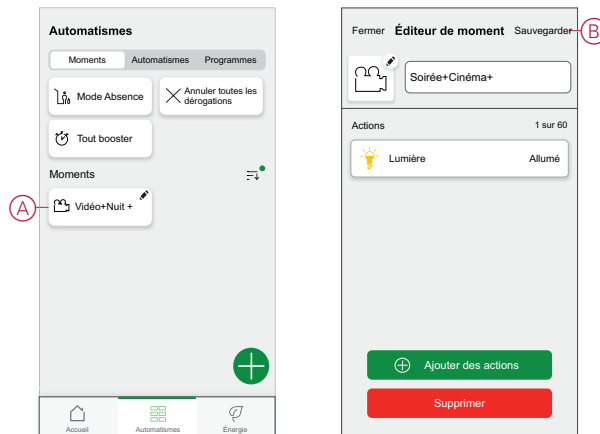 Automatismes
Moments Automatismes Programmes
Mode Absence
Annuler toutes les
dérogations
Tout booster
Moments
A
Vidéo+Nuit +
Accueil Automatismes Énergie
Fermer Éditeur de moment Sauvegarder
B
Soirée+Cinéma+
Actions 1 sur 60
Lumière Allumé
Ajouter des actions
Supprimer